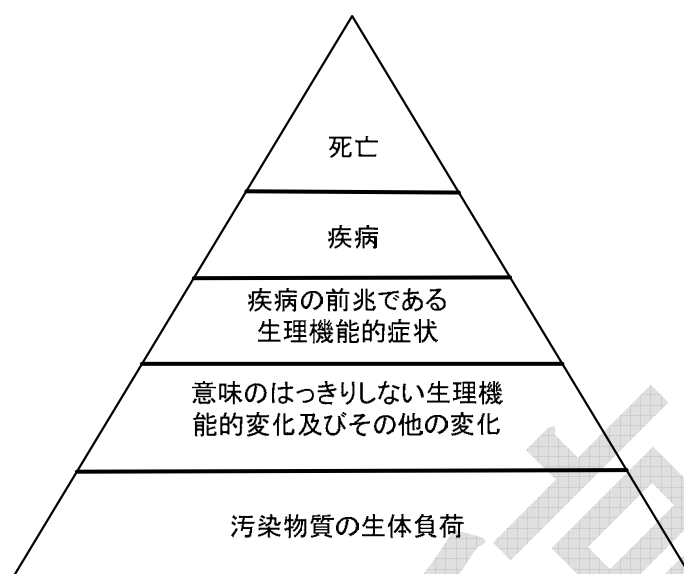 死亡
疾病
疾病の前兆である
生理機能的症状
意味のはっきりしない生理機
能的変化及びその他の変化
汚染物質の生体負荷